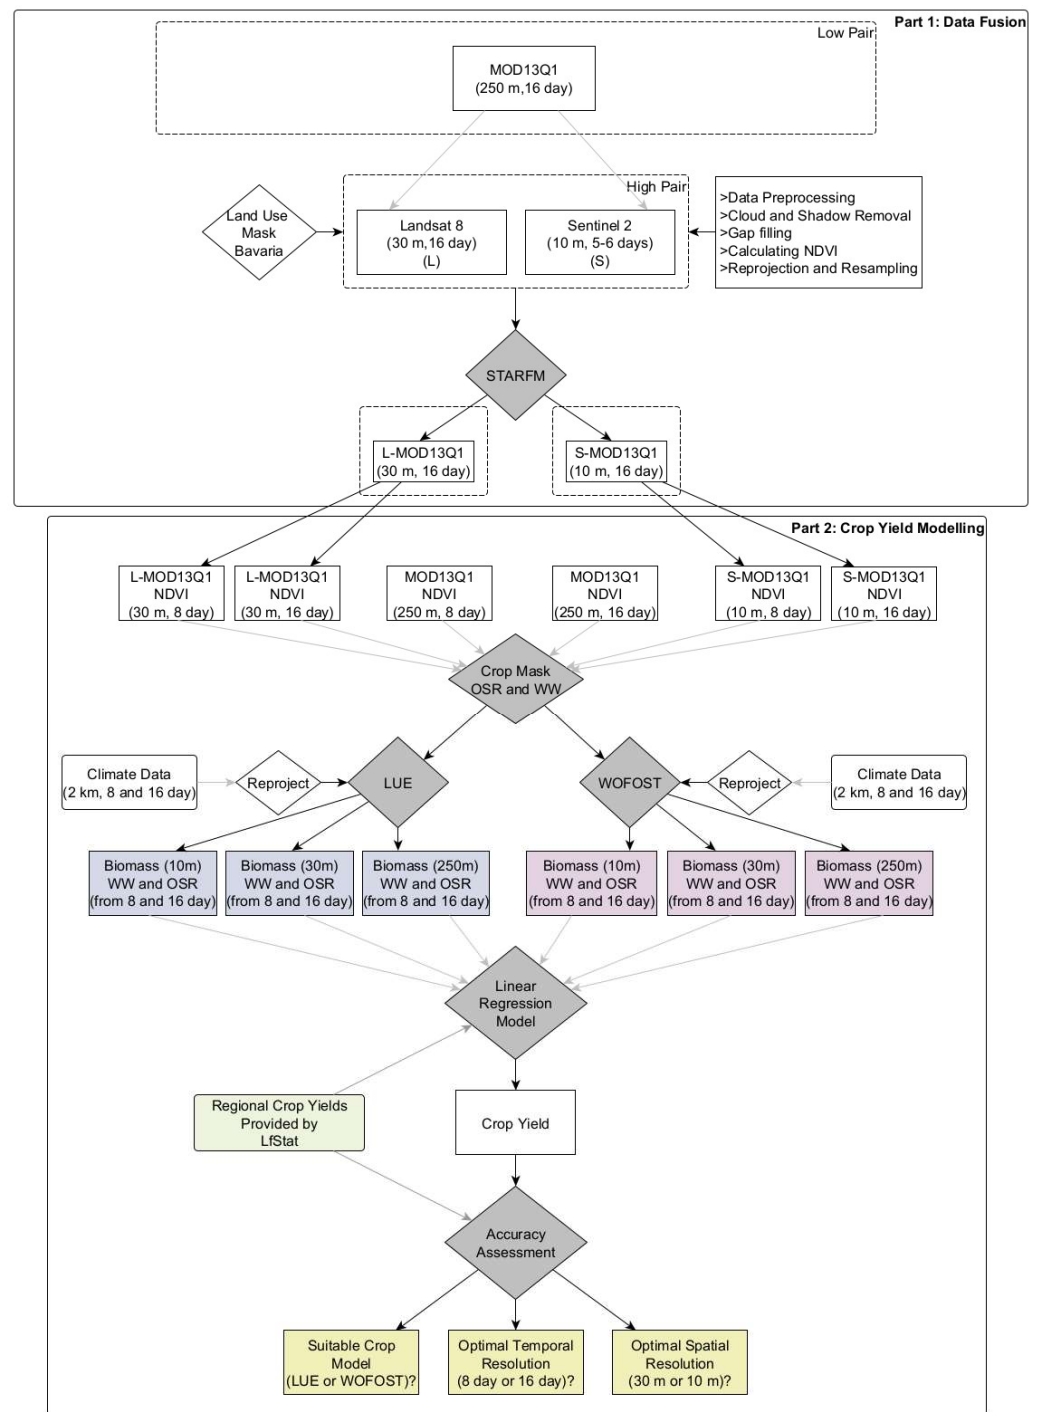 Part 1: Data Fusion
Low Pair
MOD13Q1
(250 m,16 day)
High Pair
Land Use
Mask
Bavaria
Landsat 8
(30 m,16 day)
(L)
Sentinel 2
(10 m, 5-6 days)
(S)
>Data Preprocessing
>Cloud and Shadow Removal
>Gap filling
>Calculating NDVI
>Reprojection and Resampling
STARFM
L-MOD13Q1
(30 m, 16 day)
S-MOD13Q1
(10 m, 16 day)
Part 2: Crop Yield Modelling
L-MOD13Q1
NDVI
(30 m, 8 day)
L-MOD13Q1
NDVI
(30 m, 16 day)
MOD13Q1
NDVI
(250 m, 8 day)
MOD13Q1
NDVI
(250 m, 16 day)
S-MOD13Q1
NDVI
(10 m, 8 day)
S-MOD13Q1
NDVI
(10 m, 16 day)
Crop Mask
OSR and WW
Climate Data
(2 km, 8 and 16 day)
Reproject
LUE
WOFOST
Reproject
Climate Data
(2 km, 8 and 16 day)
Biomass (10m)
WW and OSR
(from 8 and 16 day)
Biomass (30m)
WW and OSR
(from 8 and 16 day)
Biomass (250m)
WW and OSR
(from 8 and 16 day)
Biomass (10m)
WW and OSR
(from 8 and 16 day)
Biomass (30m)
WW and OSR
(from 8 and 16 day)
Biomass (250m)
WW and OSR
(from 8 and 16 day)
Linear
Regression
Model
Regional Crop Yields
Provided by
LfStat
Crop Yield
Accuracy
Assessment
Suitable Crop
Model
(LUE or WOFOST)?
Optimal Temporal
Resolution
(8 day or 16 day)?
Optimal Spatial
Resolution
(30 m or 10 m)?